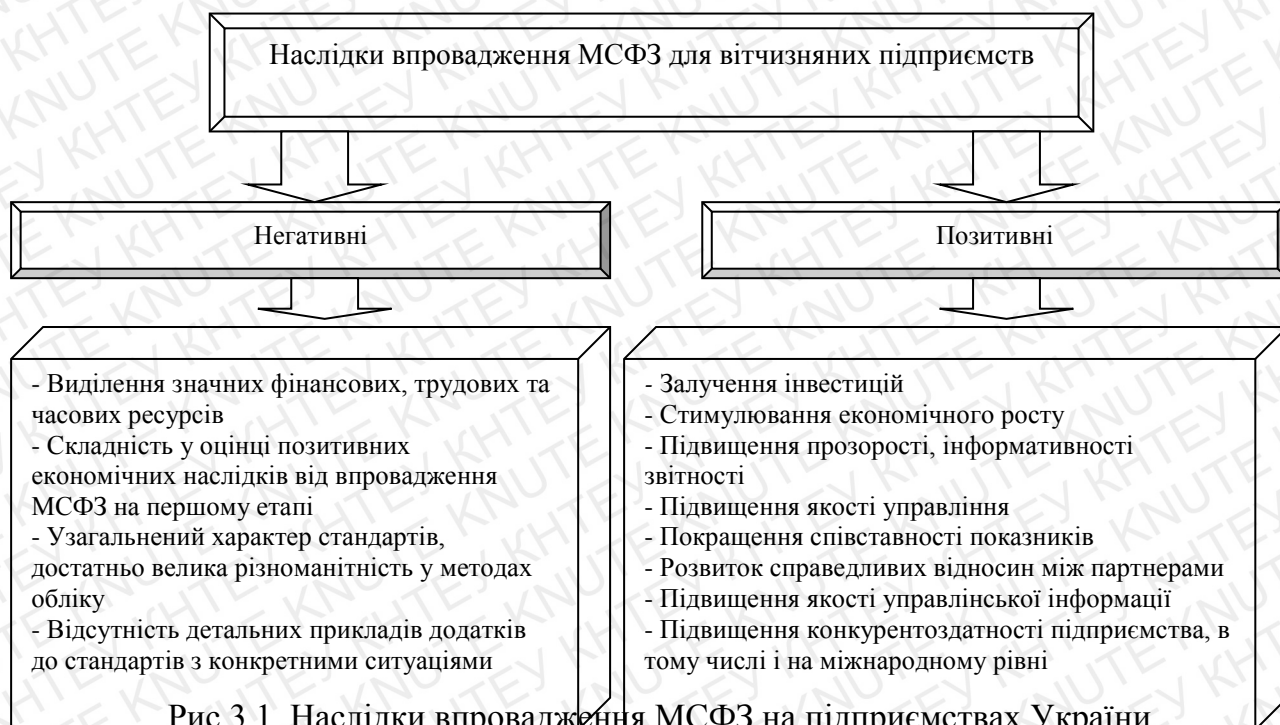 Наслідки впровадження МСФЗ для вітчизняних підприємств
Негативні
Позитивні
- Виділення значних фінансових, трудових та
часових ресурсів
- Складність у оцінці позитивних
економічних наслідків від впровадження
МСФЗ на першому етапі
- Узагальнений характер стандартів,
достатньо велика різноманітність у методах
обліку
- Відсутність детальних прикладів додатків
до стандартів з конкретними ситуаціями
- Залучення інвестицій
- Стимулювання економічного росту
- Підвищення прозорості, інформативності
звітності
- Підвищення якості управління
- Покращення співставності показників
- Розвиток справедливих відносин між партнерами
- Підвищення якості управлінської інформації
- Підвищення конкурентоздатності підприємства, в
тому числі і на міжнародному рівні
Рис 3.1. Наслідки впровадження МСФЗ на підприємствах України